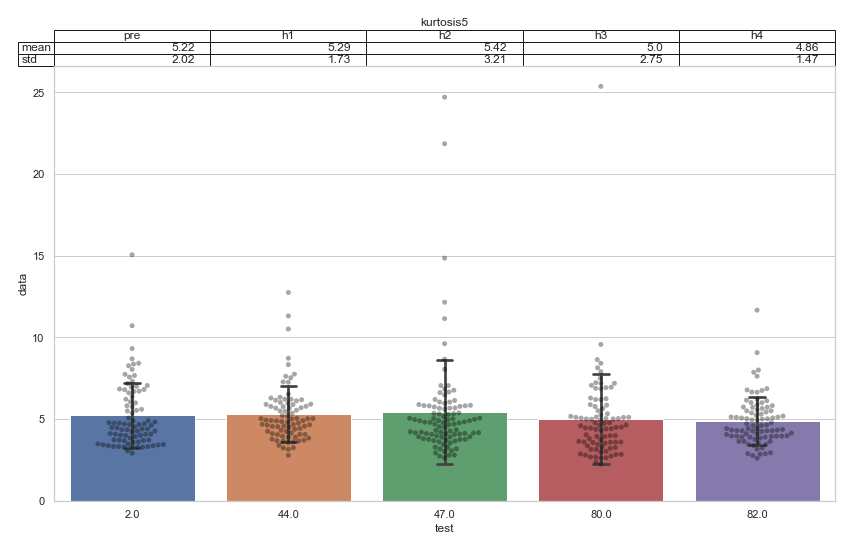 kurtosis5
pre h1 h2 h3 h4
mean 5.22 5.29 5.42 5.0 4.86
std 2.02 1.73 3.21 2.75 1.47
25
20
15
10
5
0
data
2.0 44.0 47.0 80.0 82.0
test